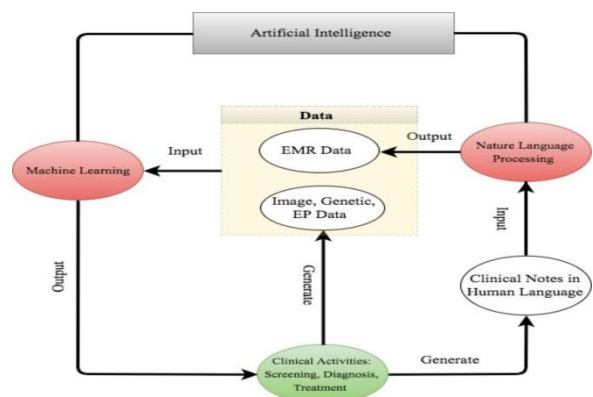 Artificial Intelligence
Data
EMR Data
Output
Nature Language
Processing
Machine Learning
Input
Image, Genetic,
EP Data
Input
Output
Generate
Clinical Notes in
Human Language
Clinical Activities:
Screening, Diagnosis,
Treatment
Generate